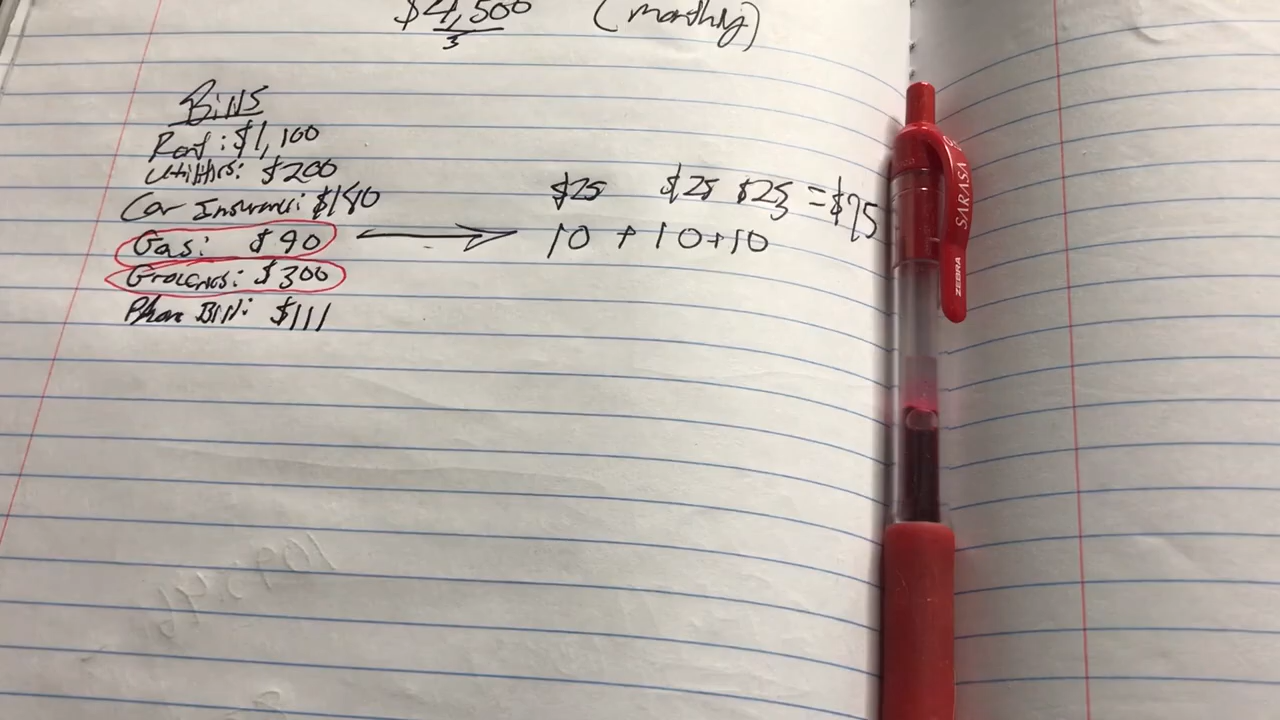 $4,500 (monthly)
3
Bills
Rent: $1,100
Utilities: $200
Car Insurance: $180
Gas: $90
Groceries: $300
Phone Bill: $111
$25 $25 $25 = $75
10 + 10+10
SARASA
ZEBRA